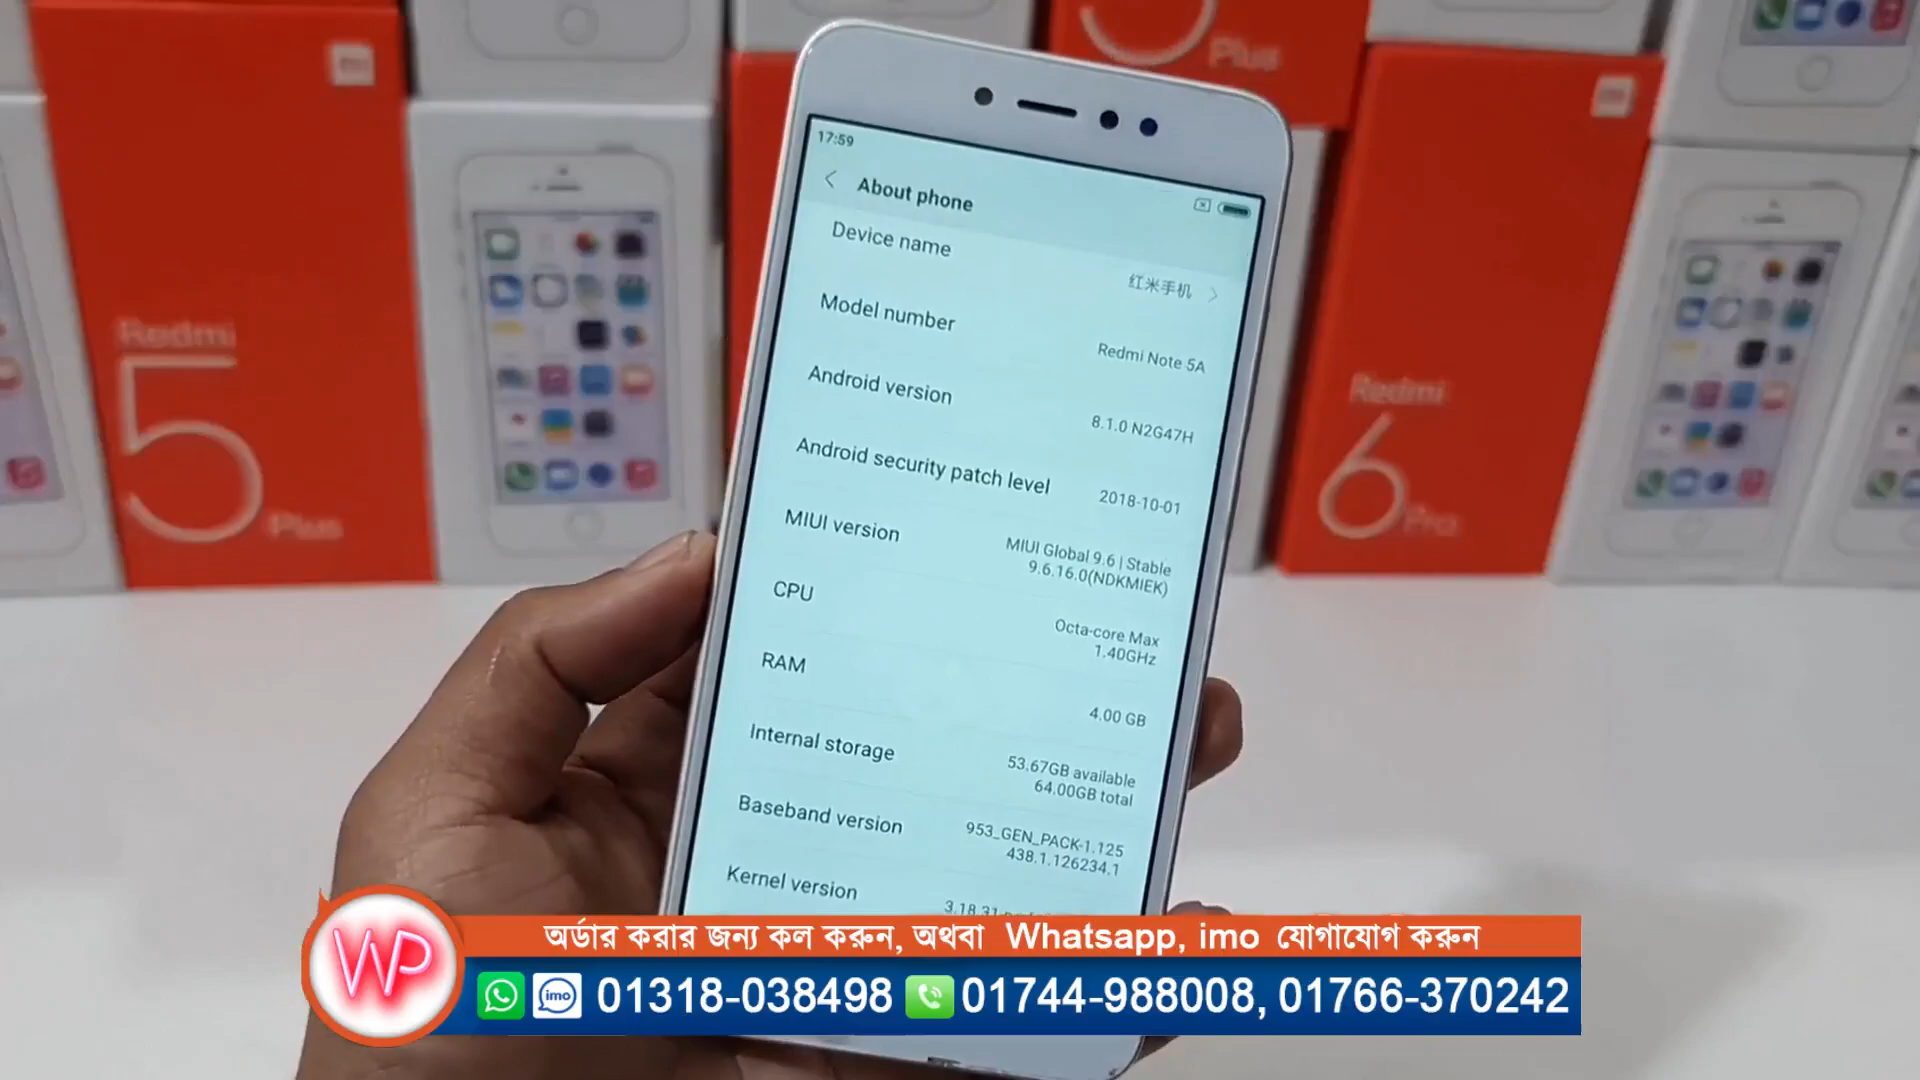 Plus
Redmi
5
Plus
Redmi
6
Pro
17:59
About phone
Device name
红米手机
Model number
Redmi Note 5A
Android version
8.1.0 N2G47H
Android security patch level
2018-10-01
MIUI version
MIUI Global 9.6 | Stable
9.6.16.0(NDKMIEK)
CPU
Octa-core Max
1.40GHz
RAM
4.00 GB
Internal storage
53.67GB available
64.00GB total
Baseband version
953_GEN_PACK-1.125
438.1.126234.1
Kernel version
WP
অর্ডার করার জন্য কল করুন, অথবা Whatsapp, imo যোগাযোগ করুন
imo 01318-038498 01744-988008, 01766-370242